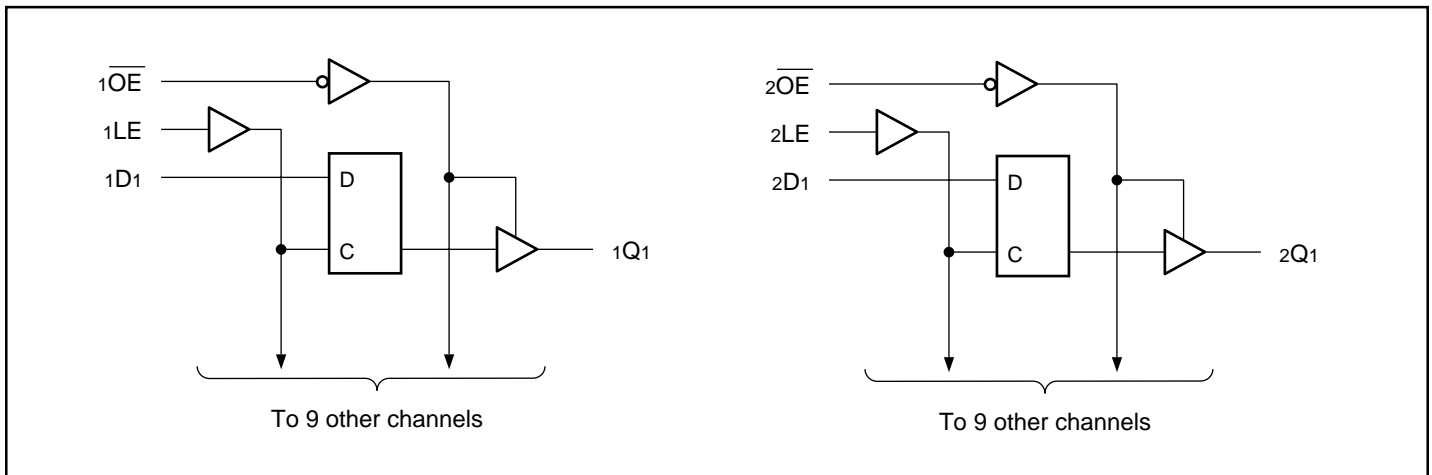 1OE
1LE
1D1
D
C
1Q1
To 9 other channels
2OE
2LE
2D1
D
C
2Q1
To 9 other channels